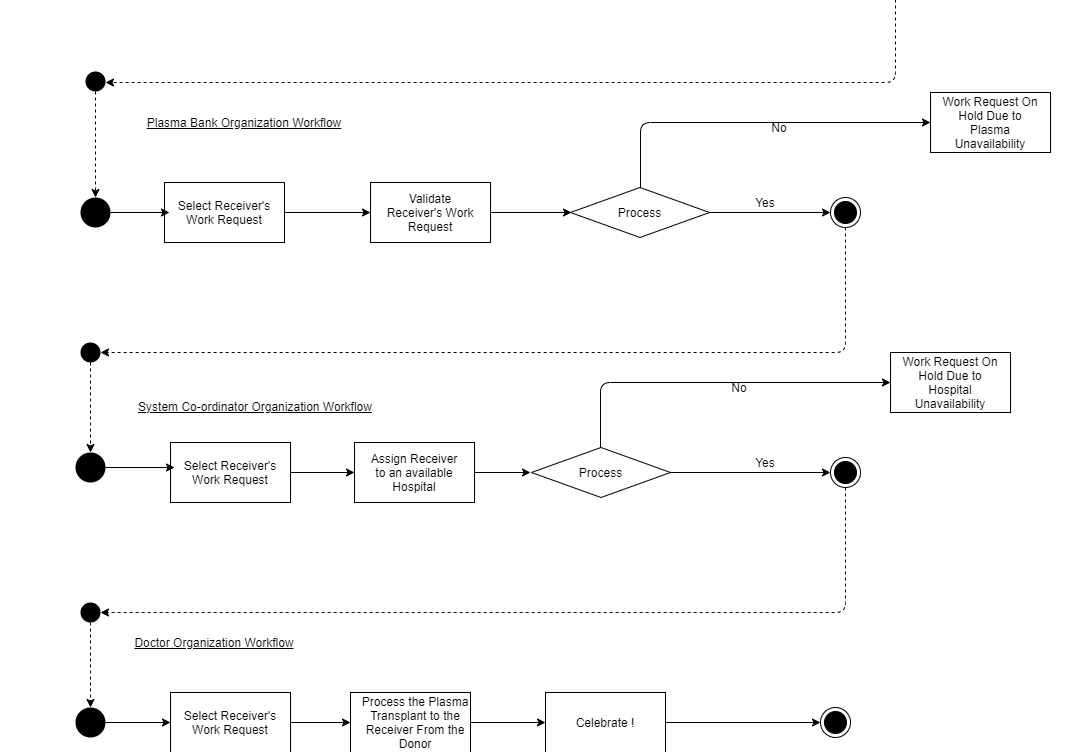 Plasma Bank Organization Workflow
Work Request On
Hold Due to
Plasma
Unavailability
No
Select Receiver's
Work Request
Validate
Receiver's Work
Request
Process
Yes
System Co-ordinator Organization Workflow
Work Request On
Hold Due to
Hospital
Unavailability
No
Select Receiver's
Work Request
Assign Receiver
to an available
Hospital
Process
Yes
Doctor Organization Workflow
Select Receiver's
Work Request
Process the Plasma
Transplant to the
Receiver From the
Donor
Celebrate !